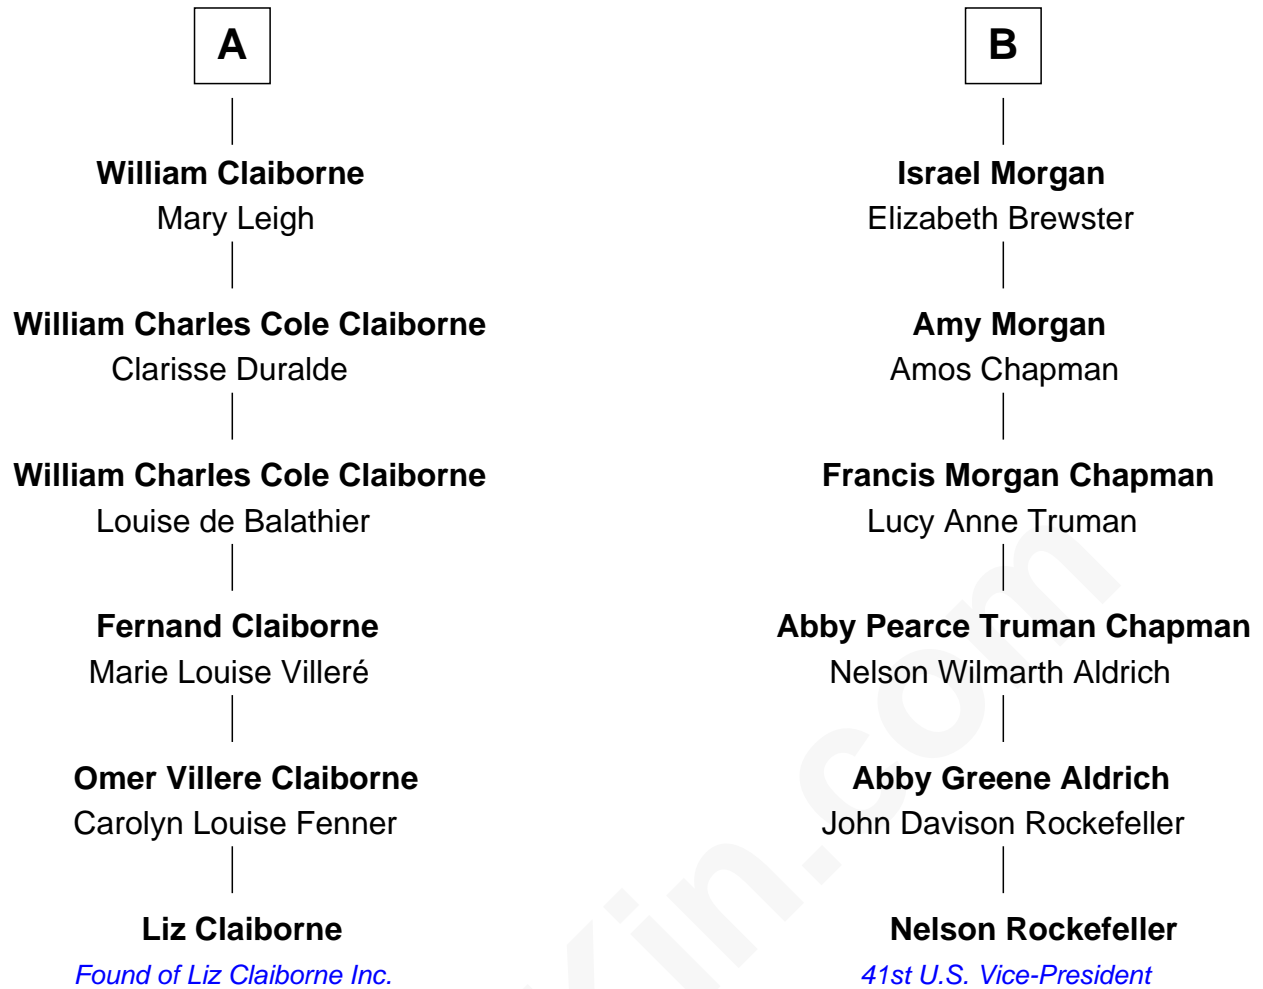 A
William Claiborne
Mary Leigh
William Charles Cole Claiborne
Clarisse Duralde
William Charles Cole Claiborne
Louise de Balathier
Fernand Claiborne
Marie Louise Villeré
Omer Villere Claiborne
Carolyn Louise Fenner
Liz Claiborne
Found of Liz Claiborne Inc.
B
Israel Morgan
Elizabeth Brewster
Amy Morgan
Amos Chapman
Francis Morgan Chapman
Lucy Anne Truman
Abby Pearce Truman Chapman
Nelson Wilmarth Aldrich
Abby Greene Aldrich
John Davison Rockefeller
Nelson Rockefeller
41st U.S. Vice-President
Kin.com